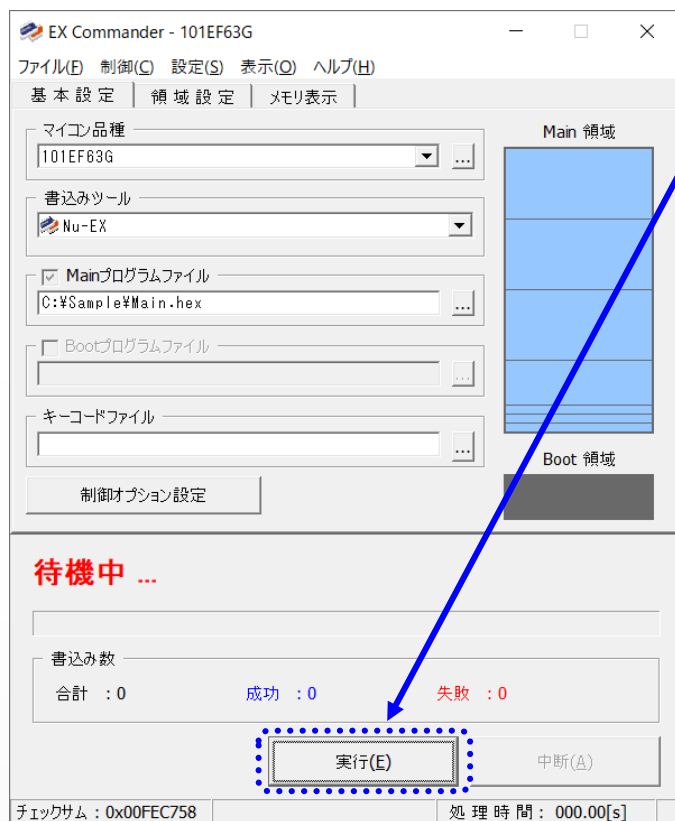 EX Commander - 101EF63G
ファイル(F) 制御(C) 設定(S) 表示(O) ヘルプ(H)
基本設定 領域設定 メモリ表示
マイコン品種
101EF63G
...
Main 領域
書込みツール
Nu-EX
Mainプログラムファイル
C:¥Sample¥Main.hex
...
Bootプログラムファイル
...
キーコードファイル
...
Boot 領域
制御オプション設定
待機中 ...
書込み数
合計 :0 成功 :0 失敗 :0
実行(E) 中断(A)
チェックサム:0x00FEC758 処理時間: 000.00[s]